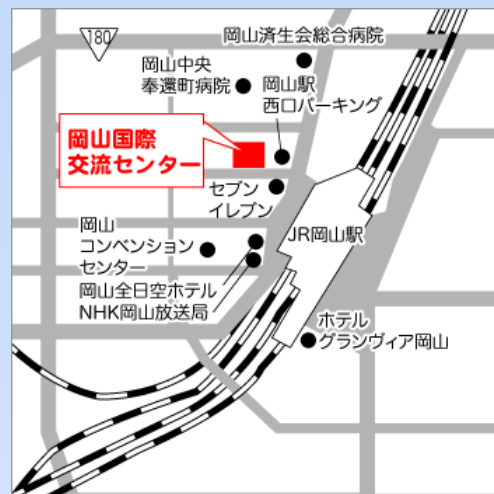 180
岡山済生会総合病院
岡山中央
奉還町病院
岡山駅
西口パーキング
岡山国際
交流センター
セブン
イレブン
岡山
コンベンション
センター
JR岡山駅
岡山全日空ホテル
NHK岡山放送局
ホテル
グランヴィア岡山